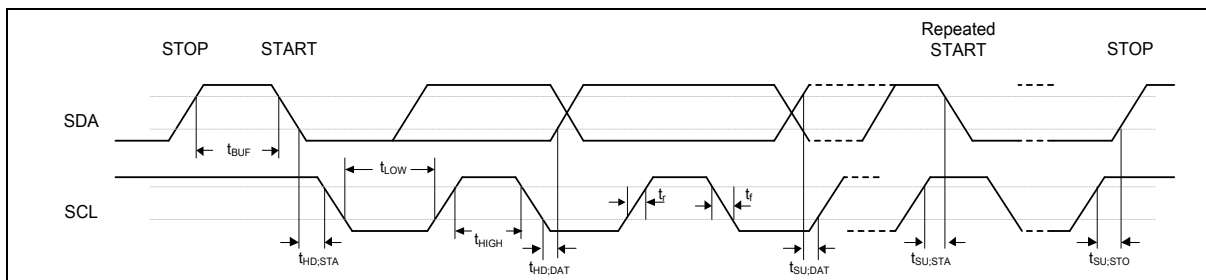 STOP START Repeated START STOP
SDA
t_BUF
t_LOW
SCL
t_HIGH
t_r t_f
t_HD;STA t_HD;DAT t_SU;DAT t_SU;STA t_SU;STO